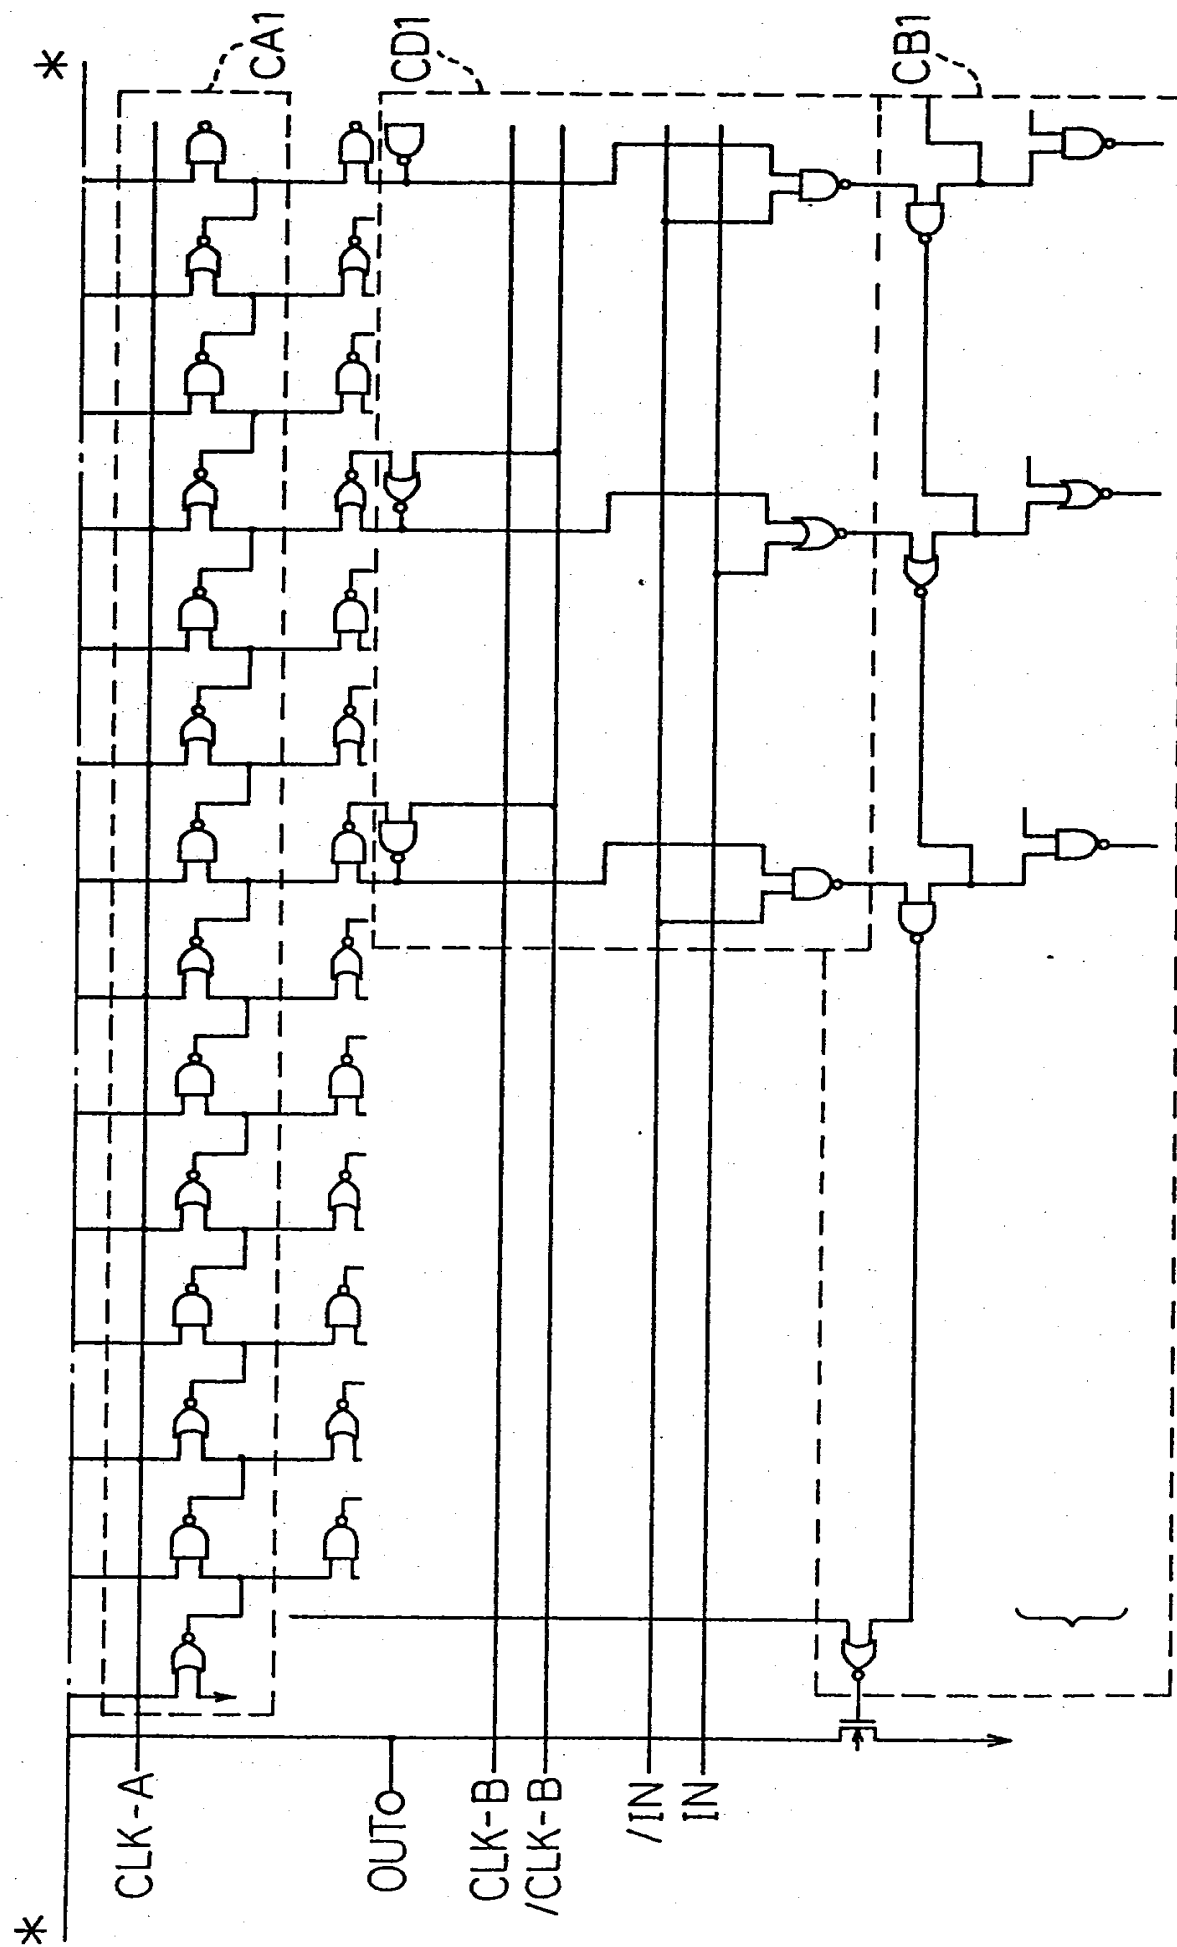 *
*
CLK-A
OUT
CLK-B
/CLK-B
/IN
IN
CA1
CD1
CB1